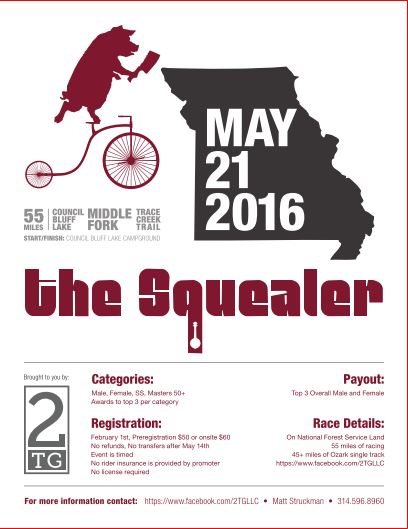 MAY
21
2016
55 MILES
COUNCIL BLUFF LAKE
MIDDLE FORK
TRACE CREEK TRAIL
START/FINISH: COUNCIL BLUFF LAKE CAMPGROUND
the Squealer
Brought to you by:
2
TG
Categories:
Male, Female, SS, Masters 50+
Awards to top 3 per category
Payout:
Top 3 Overall Male and Female
Registration:
February 1st, Preregistration $50 or onsite $60
No refunds, No transfers after May 14th
Event is timed
No rider insurance is provided by promoter
No license required
Race Details:
On National Forest Service Land
55 miles of racing
45+ miles of Ozark single track
https://www.facebook.com/2TGLLC
For more information contact: https://www.facebook.com/2TGLLC • Matt Struckman • 314.596.8960